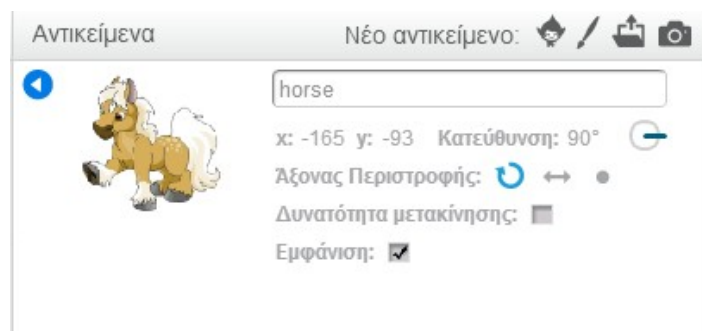 Αντικείμενα Νέο αντικείμενο:
horse
x: -165 y: -93 Κατεύθυνση: 90°
Άξονας Περιστροφής:
Δυνατότητα μετακίνησης:
Εμφάνιση: